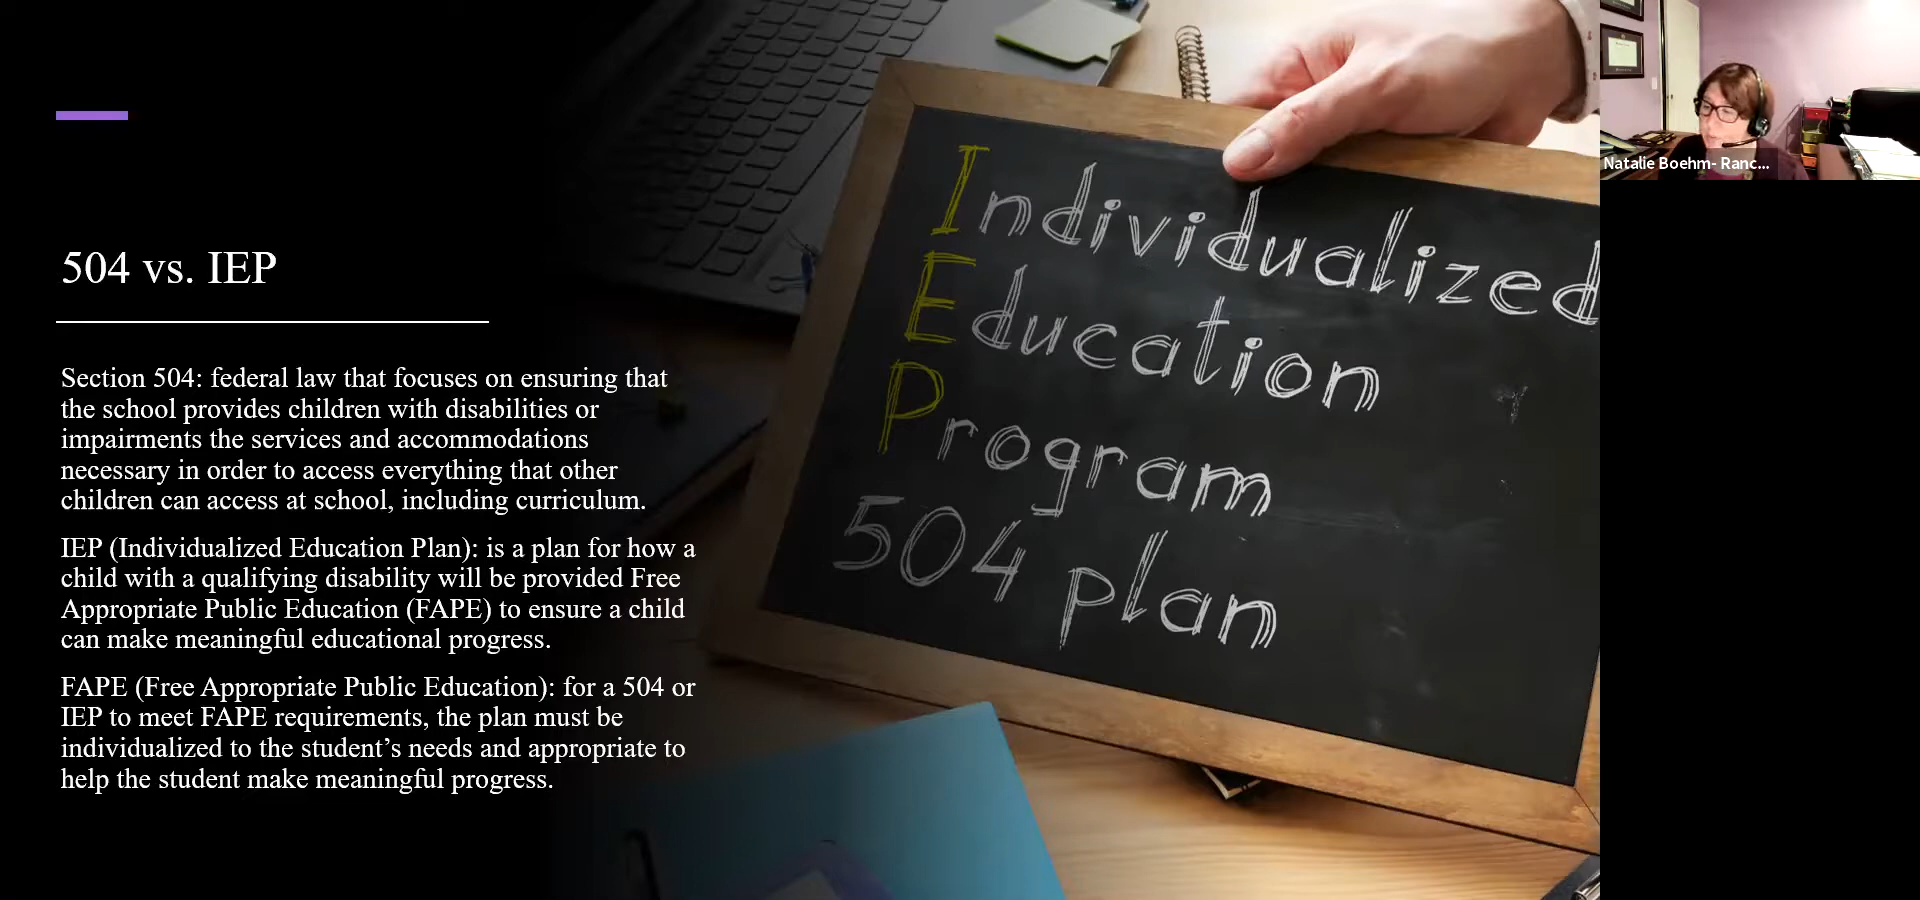 504 vs. IEP
Section 504: federal law that focuses on ensuring that
the school provides children with disabilities or
impairments the services and accommodations
necessary in order to access everything that other
children can access at school, including curriculum.
IEP (Individualized Education Plan): is a plan for how a
child with a qualifying disability will be provided Free
Appropriate Public Education (FAPE) to ensure a child
can make meaningful educational progress.
FAPE (Free Appropriate Public Education): for a 504 or
IEP to meet FAPE requirements, the plan must be
individualized to the student’s needs and appropriate to
help the student make meaningful progress.
Individualized
Education
Program
504 plan
Natalie Boehm- Ranc...